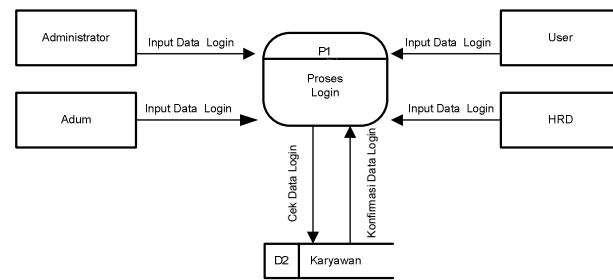 Administrator
Input Data Login
P1
Input Data Login
User
Proses
Login
Adum
Input Data Login
Input Data Login
HRD
Cek Data Login
Konfirmasi Data Login
D2
Karyawan